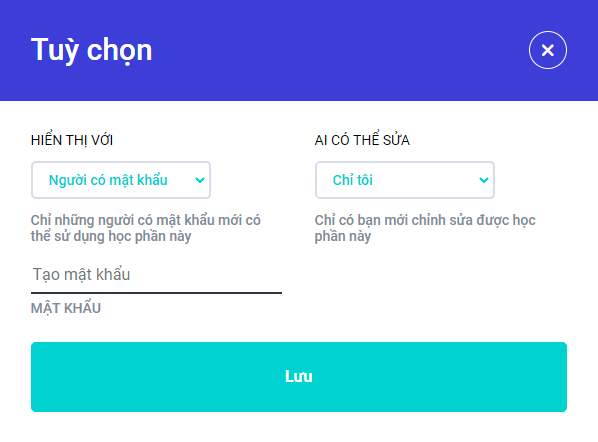 Tuỳ chọn
HIỂN THỊ VỚI
Người có mật khẩu
Chỉ những người có mật khẩu mới có
thể sử dụng học phần này
Tạo mật khẩu
MẬT KHẨU
AI CÓ THỂ SỬA
Chỉ tôi
Chỉ có bạn mới chỉnh sửa được học
phần này
Lưu